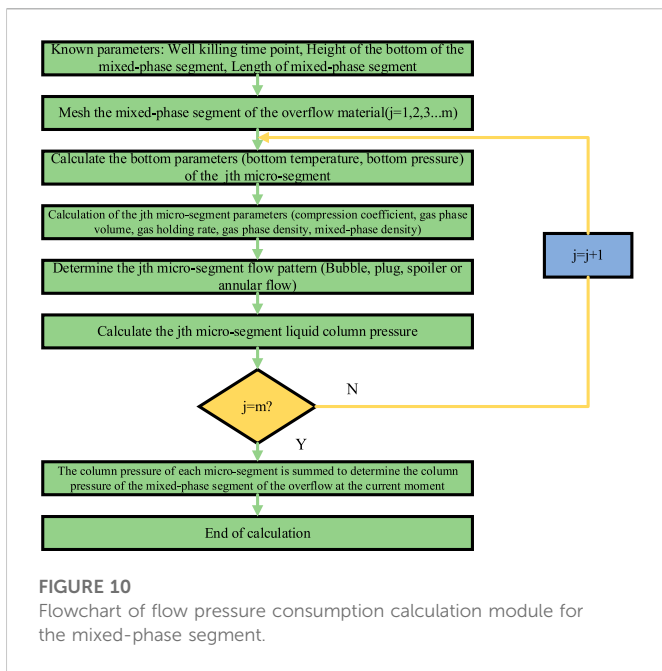 Known parameters: Well killing time point, Height of the bottom of the
mixed-phase segment, Length of mixed-phase segment
Mesh the mixed-phase segment of the overflow material(j=1,2,3...m)
Calculate the bottom parameters (bottom temperature, bottom pressure)
of the jth micro-segment
Calculation of the jth micro-segment parameters (compression coefficient, gas phase
volume, gas holding rate, gas phase density, mixed-phase density)
j=j+1
Determine the jth micro-segment flow pattern (Bubble, plug, spoiler or
annular flow)
Calculate the jth micro-segment liquid column pressure
j=m?
N
Y
The column pressure of each micro-segment is summed to determine the column
pressure of the mixed-phase segment of the overflow at the current moment
End of calculation
FIGURE 10
Flowchart of flow pressure consumption calculation module for
the mixed-phase segment.